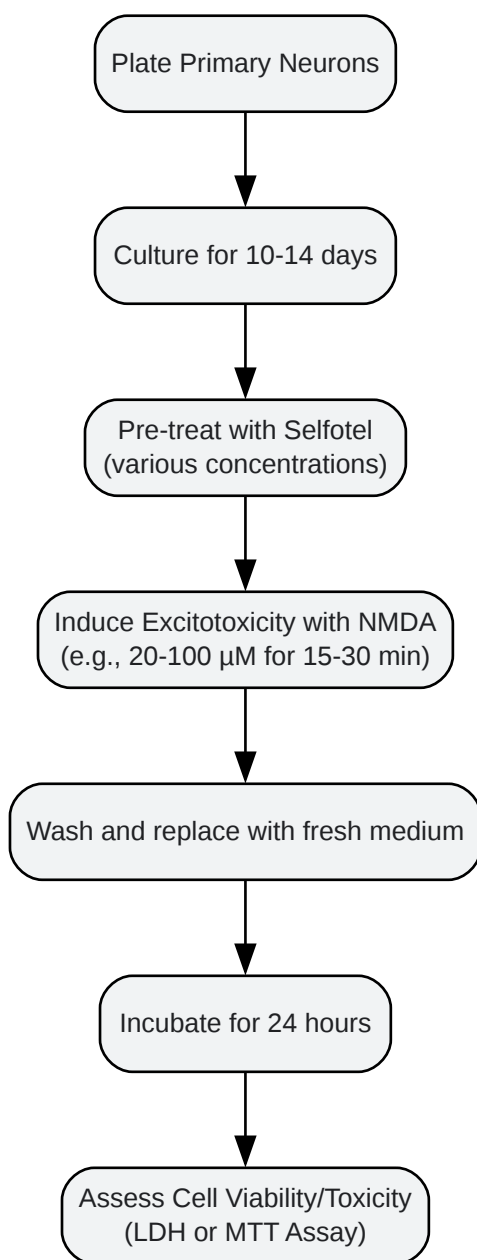 Plate Primary Neurons
Culture for 10-14 days
Pre-treat with Selfotel
(various concentrations)
Induce Excitotoxicity with NMDA
(e.g., 20-100 µM for 15-30 min)
Wash and replace with fresh medium
Incubate for 24 hours
Assess Cell Viability/Toxicity
(LDH or MTT Assay)